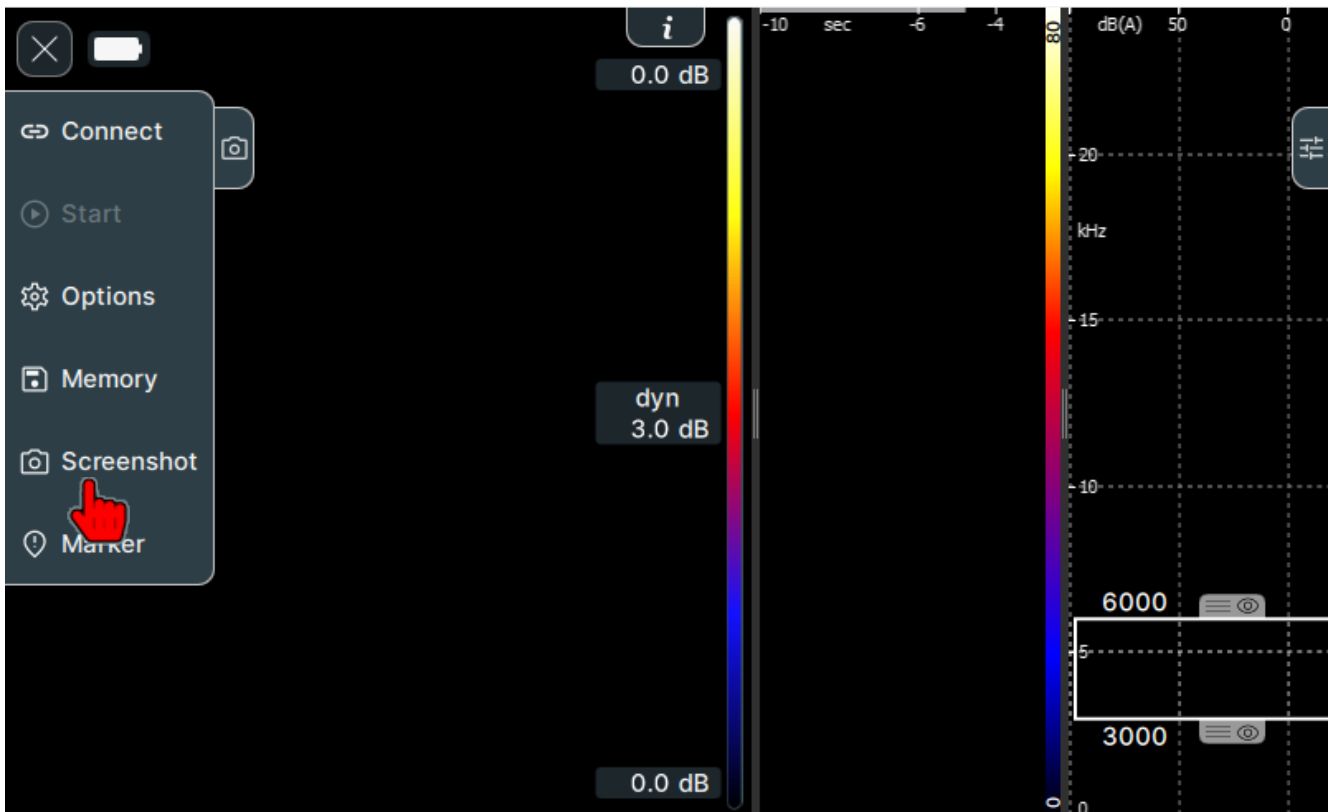 i
0.0 dB
Connect
Start
Options
Memory
Screenshot
Marker
dyn
3.0 dB
0.0 dB
-10 sec -6 -4
80
0
dB(A) 50 0
20
kHz
15
10
6000
5
3000
0